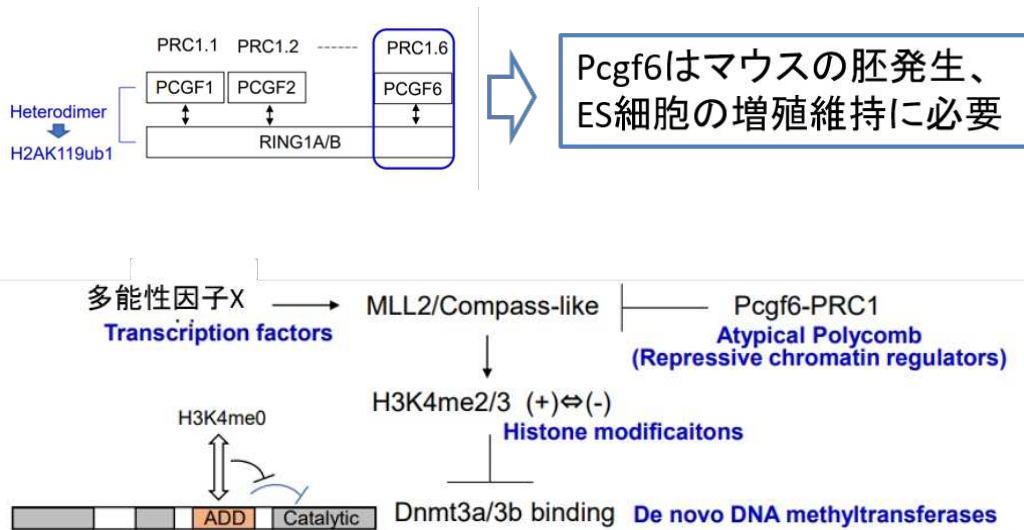 PRC1.1 PRC1.2 ------ PRC1.6
PCGF1 PCGF2 PCGF6
Heterodimer
H2AK119ub1
RING1A/B
Pcgf6はマウスの胚発生、
ES細胞の増殖維持に必要
多能性因子X
Transcription factors
MLL2/Compass-like
Pcgf6-PRC1
Atypical Polycomb
(Repressive chromatin regulators)
H3K4me2/3 (+)⇔(-)
Histone modificaitons
H3K4me0
ADD Catalytic
Dnmt3a/3b binding De novo DNA methyltransferases